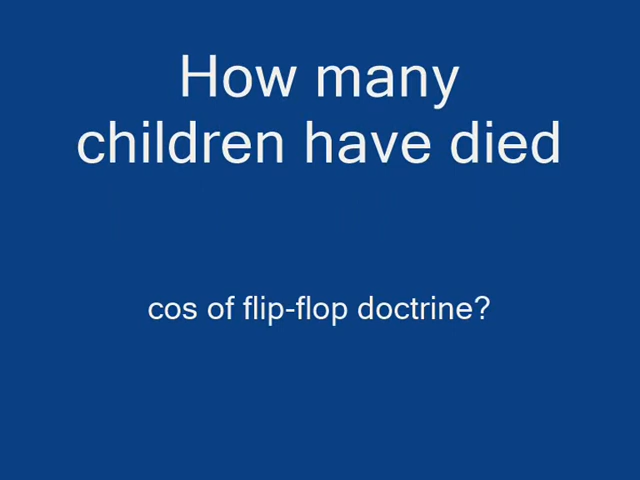 How many
children have died
cos of flip-flop doctrine?